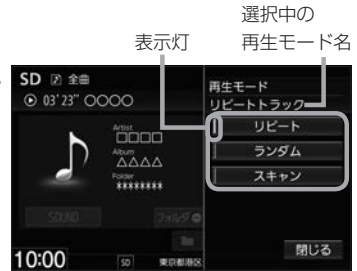 選択中の
表示灯
再生モード名
SD 全曲
03'23" ○○○○
Artist
□□□□
Album
△△△△
Folder
********
SOUND
フォルダ
10:00
SD
東京都港区
再生モード
リピートトラック
リピート
ランダム
スキャン
閉じる